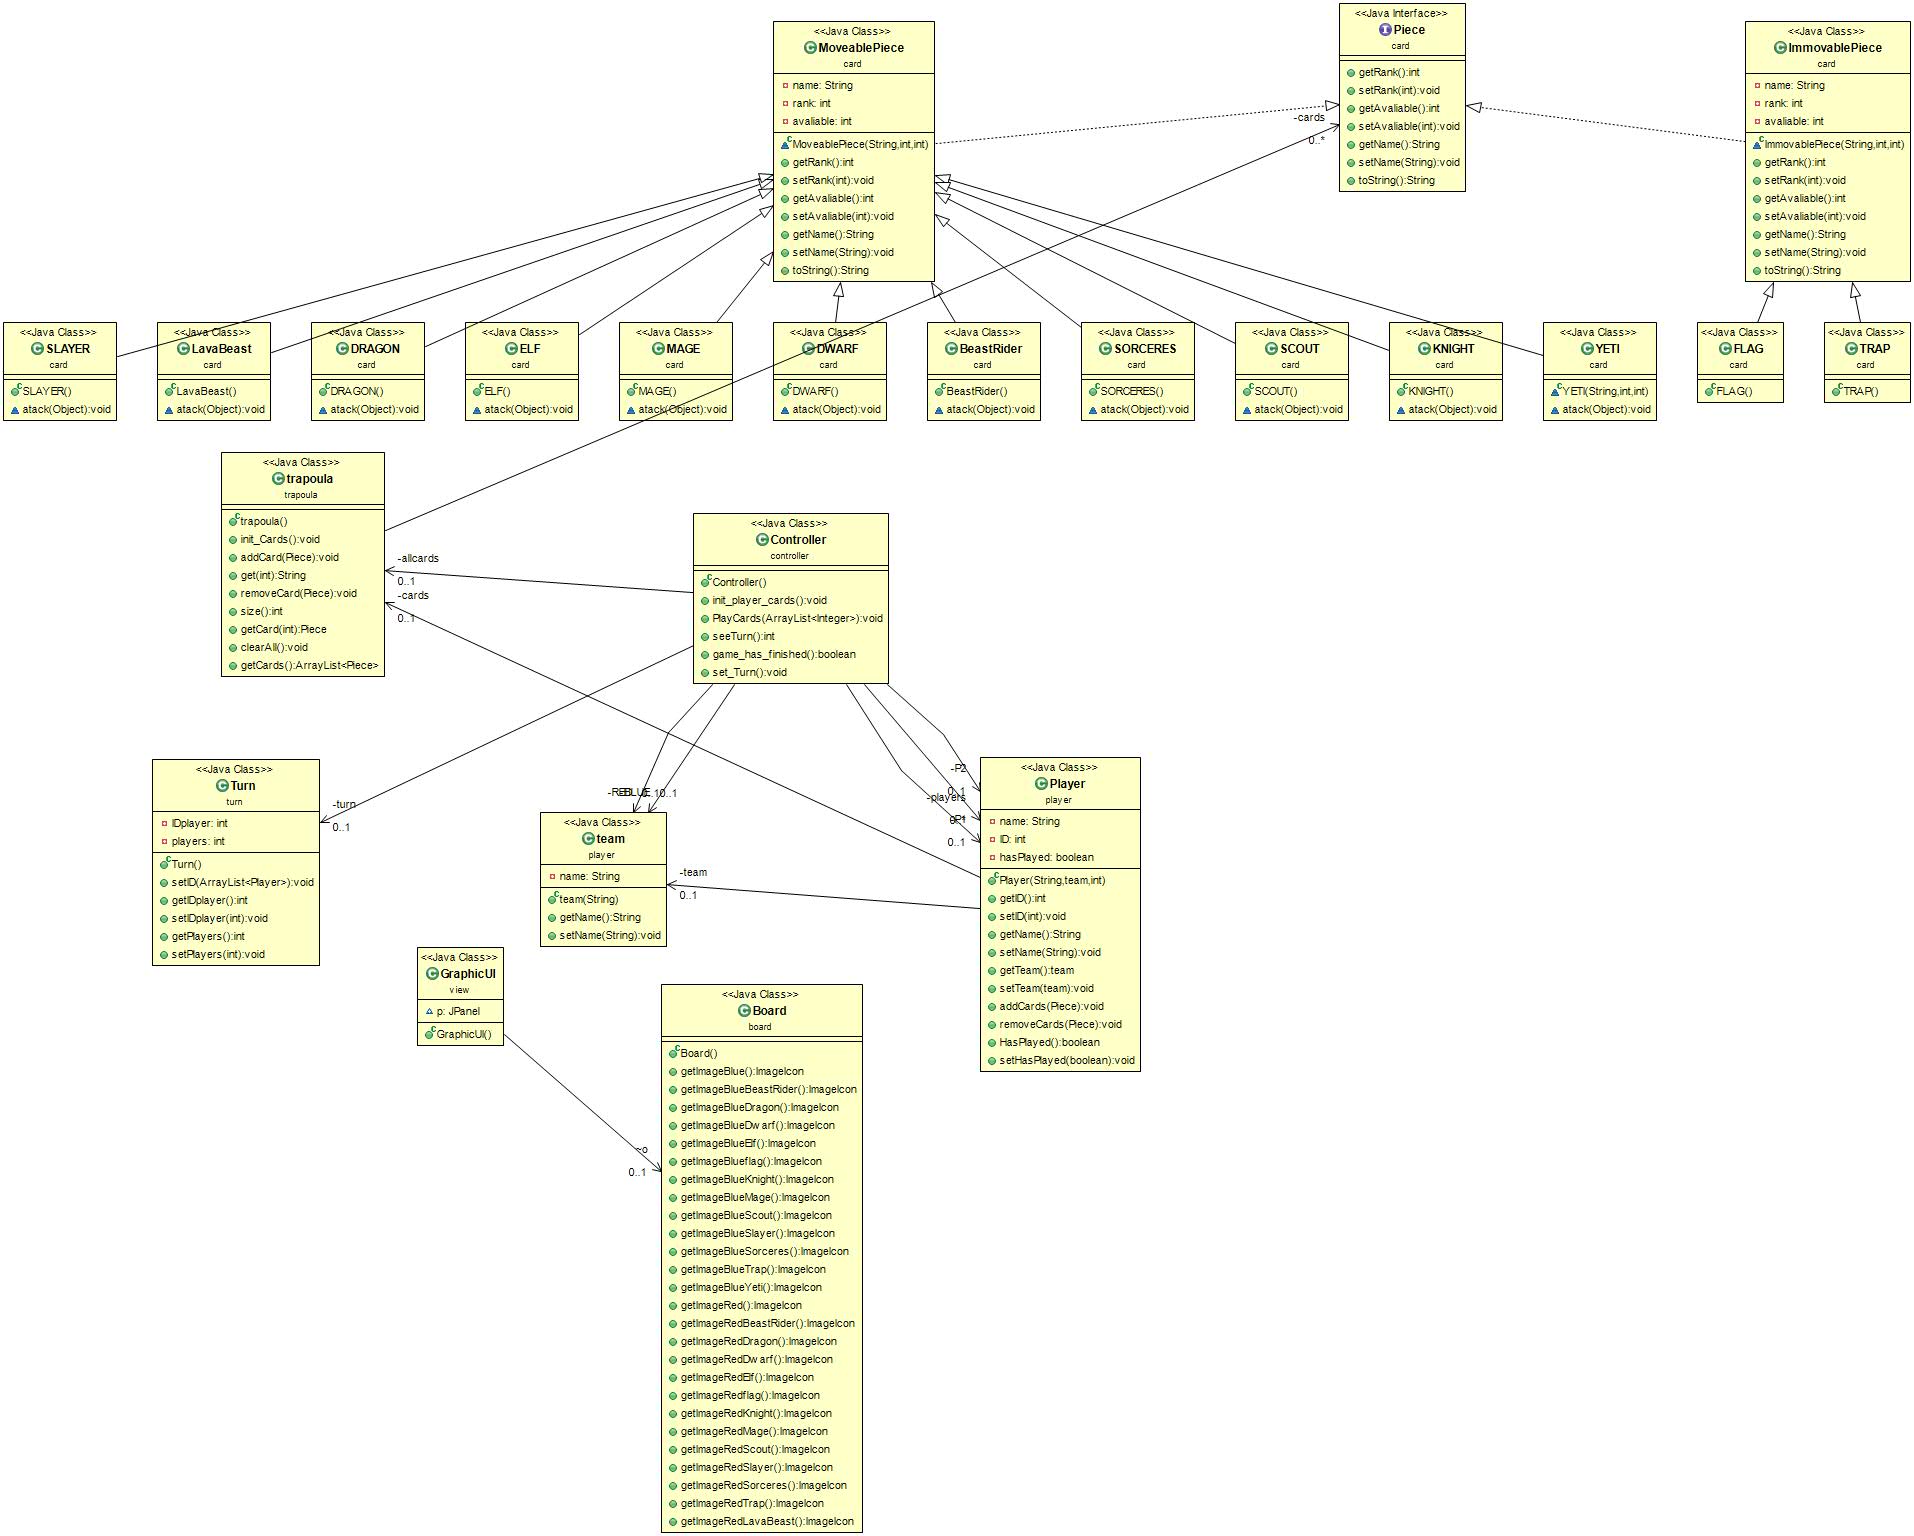 <<Java Class>>
MoveablePiece
card
name: String
rank: int
avaliable: int
MoveablePiece(String,int,int)
getRank():int
setRank(int):void
getAvaliable():int
setAvaliable(int):void
getName():String
setName(String):void
toString():String
<<Java Interface>>
Piece
card
getRank():int
setRank(int):void
getAvaliable():int
setAvaliable(int):void
getName():String
setName(String):void
toString():String
-cards
0..*
<<Java Class>>
ImmovablePiece
card
name: String
rank: int
avaliable: int
ImmovablePiece(String,int,int)
getRank():int
setRank(int):void
getAvaliable():int
setAvaliable(int):void
getName():String
setName(String):void
toString():String
<<Java Class>>
SLAYER
card
SLAYER()
atack(Object):void
<<Java Class>>
LavaBeast
card
LavaBeast()
atack(Object):void
<<Java Class>>
DRAGON
card
DRAGON()
atack(Object):void
<<Java Class>>
ELF
card
ELF()
atack(Object):void
<<Java Class>>
MAGE
card
MAGE()
atack(Object):void
<<Java Class>>
DWARF
card
DWARF()
atack(Object):void
<<Java Class>>
BeastRider
card
BeastRider()
atack(Object):void
<<Java Class>>
SORCERES
card
SORCERES()
atack(Object):void
<<Java Class>>
SCOUT
card
SCOUT()
atack(Object):void
<<Java Class>>
KNIGHT
card
KNIGHT()
atack(Object):void
<<Java Class>>
YETI
card
YETI(String,int,int)
atack(Object):void
<<Java Class>>
FLAG
card
FLAG()
<<Java Class>>
TRAP
card
TRAP()
<<Java Class>>
trapoula
trapoula
trapoula()
init_Cards():void
addCard(Piece):void
get(int):String
removeCard(Piece):void
size():int
getCard(int):Piece
clearAll():void
getCards():ArrayList<Piece>
-allcards
0..1
-cards
0..1
<<Java Class>>
Controller
controller
Controller()
init_player_cards():void
PlayCards(ArrayList<Integer>):void
seeTurn():int
game_has_finished():boolean
set_Turn():void
<<Java Class>>
Turn
turn
IDplayer: int
players: int
Turn()
setID(ArrayList<Player>):void
getIDplayer():int
setIDplayer(int):void
getPlayers():int
setPlayers(int):void
-turn
0..1
0..1
<<Java Class>>
team
player
name: String
team(String)
getName():String
setName(String):void
-team
0..1
-P2
0..1
-players
0..1
<<Java Class>>
Player
player
name: String
ID: int
hasPlayed: boolean
Player(String,team,int)
getID():int
setID(int):void
getName():String
setName(String):void
getTeam():team
setTeam(team):void
addCards(Piece):void
removeCards(Piece):void
HasPlayed():boolean
setHasPlayed(boolean):void
<<Java Class>>
GraphicUI
view
p: JPanel
GraphicUI()
~o
0..1
<<Java Class>>
Board
board
Board()
getImageBlue():ImageIcon
getImageBlueBeastRider():ImageIcon
getImageBlueDragon():ImageIcon
getImageBlueDwarf():ImageIcon
getImageBlueElf():ImageIcon
getImageBlueflag():ImageIcon
getImageBlueKnight():ImageIcon
getImageBlueMage():ImageIcon
getImageBlueScout():ImageIcon
getImageBlueSlayer():ImageIcon
getImageBlueSorceres():ImageIcon
getImageBlueTrap():ImageIcon
getImageBlueYeti():ImageIcon
getImageRed():ImageIcon
getImageRedBeastRider():ImageIcon
getImageRedDragon():ImageIcon
getImageRedDwarf():ImageIcon
getImageRedElf():ImageIcon
getImageRedflag():ImageIcon
getImageRedKnight():ImageIcon
getImageRedMage():ImageIcon
getImageRedScout():ImageIcon
getImageRedSlayer():ImageIcon
getImageRedSorceres():ImageIcon
getImageRedTrap():ImageIcon
getImageRedLavaBeast():ImageIcon